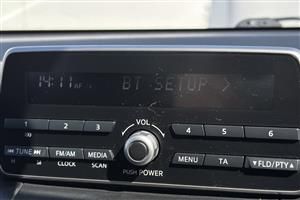 14:11 AF BT SETUP >
VOL
1 2 3 4 5 6
TUNE FM/AM MEDIA MENU TA FLD/PTY
H M CLOCK SCAN
PUSH POWER